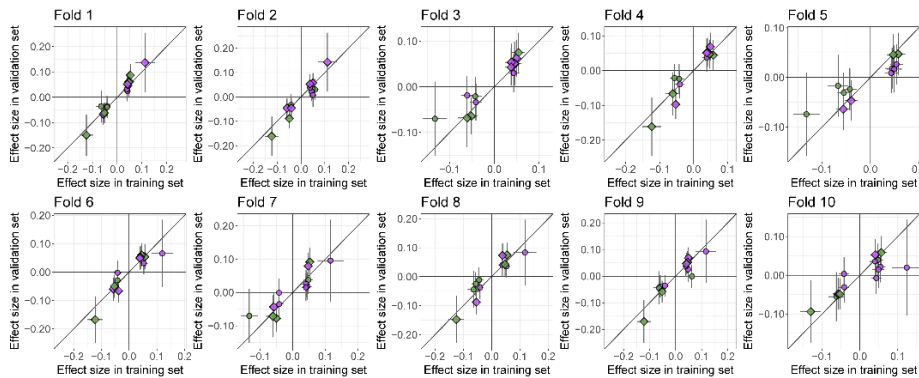 Fold 1
Effect size in validation set
0.20
0.10
0.00
−0.10
−0.20
−0.2 −0.1 0.0 0.1 0.2
Effect size in training set
Fold 2
Effect size in validation set
0.20
0.10
0.00
−0.10
−0.20
−0.2 −0.1 0.0 0.1 0.2
Effect size in training set
Fold 3
Effect size in validation set
0.10
0.00
−0.10
−0.1 0.0 0.1
Effect size in training set
Fold 4
Effect size in validation set
0.10
0.00
−0.10
−0.20
−0.2 −0.1 0.0 0.1
Effect size in training set
Fold 5
Effect size in validation set
0.10
0.00
−0.10
−0.1 0.0 0.1
Effect size in training set
Fold 6
Effect size in validation set
0.20
0.10
0.00
−0.10
−0.20
−0.2 −0.1 0.0 0.1 0.2
Effect size in training set
Fold 7
Effect size in validation set
0.20
0.10
0.00
−0.10
−0.1 0.0 0.1 0.2
Effect size in training set
Fold 8
Effect size in validation set
0.20
0.10
0.00
−0.10
−0.20
−0.2 −0.1 0.0 0.1 0.2
Effect size in training set
Fold 9
Effect size in validation set
0.20
0.10
0.00
−0.10
−0.20
−0.2 −0.1 0.0 0.1 0.2
Effect size in training set
Fold 10
Effect size in validation set
0.10
0.00
−0.10
−0.1 0.0 0.1
Effect size in training set